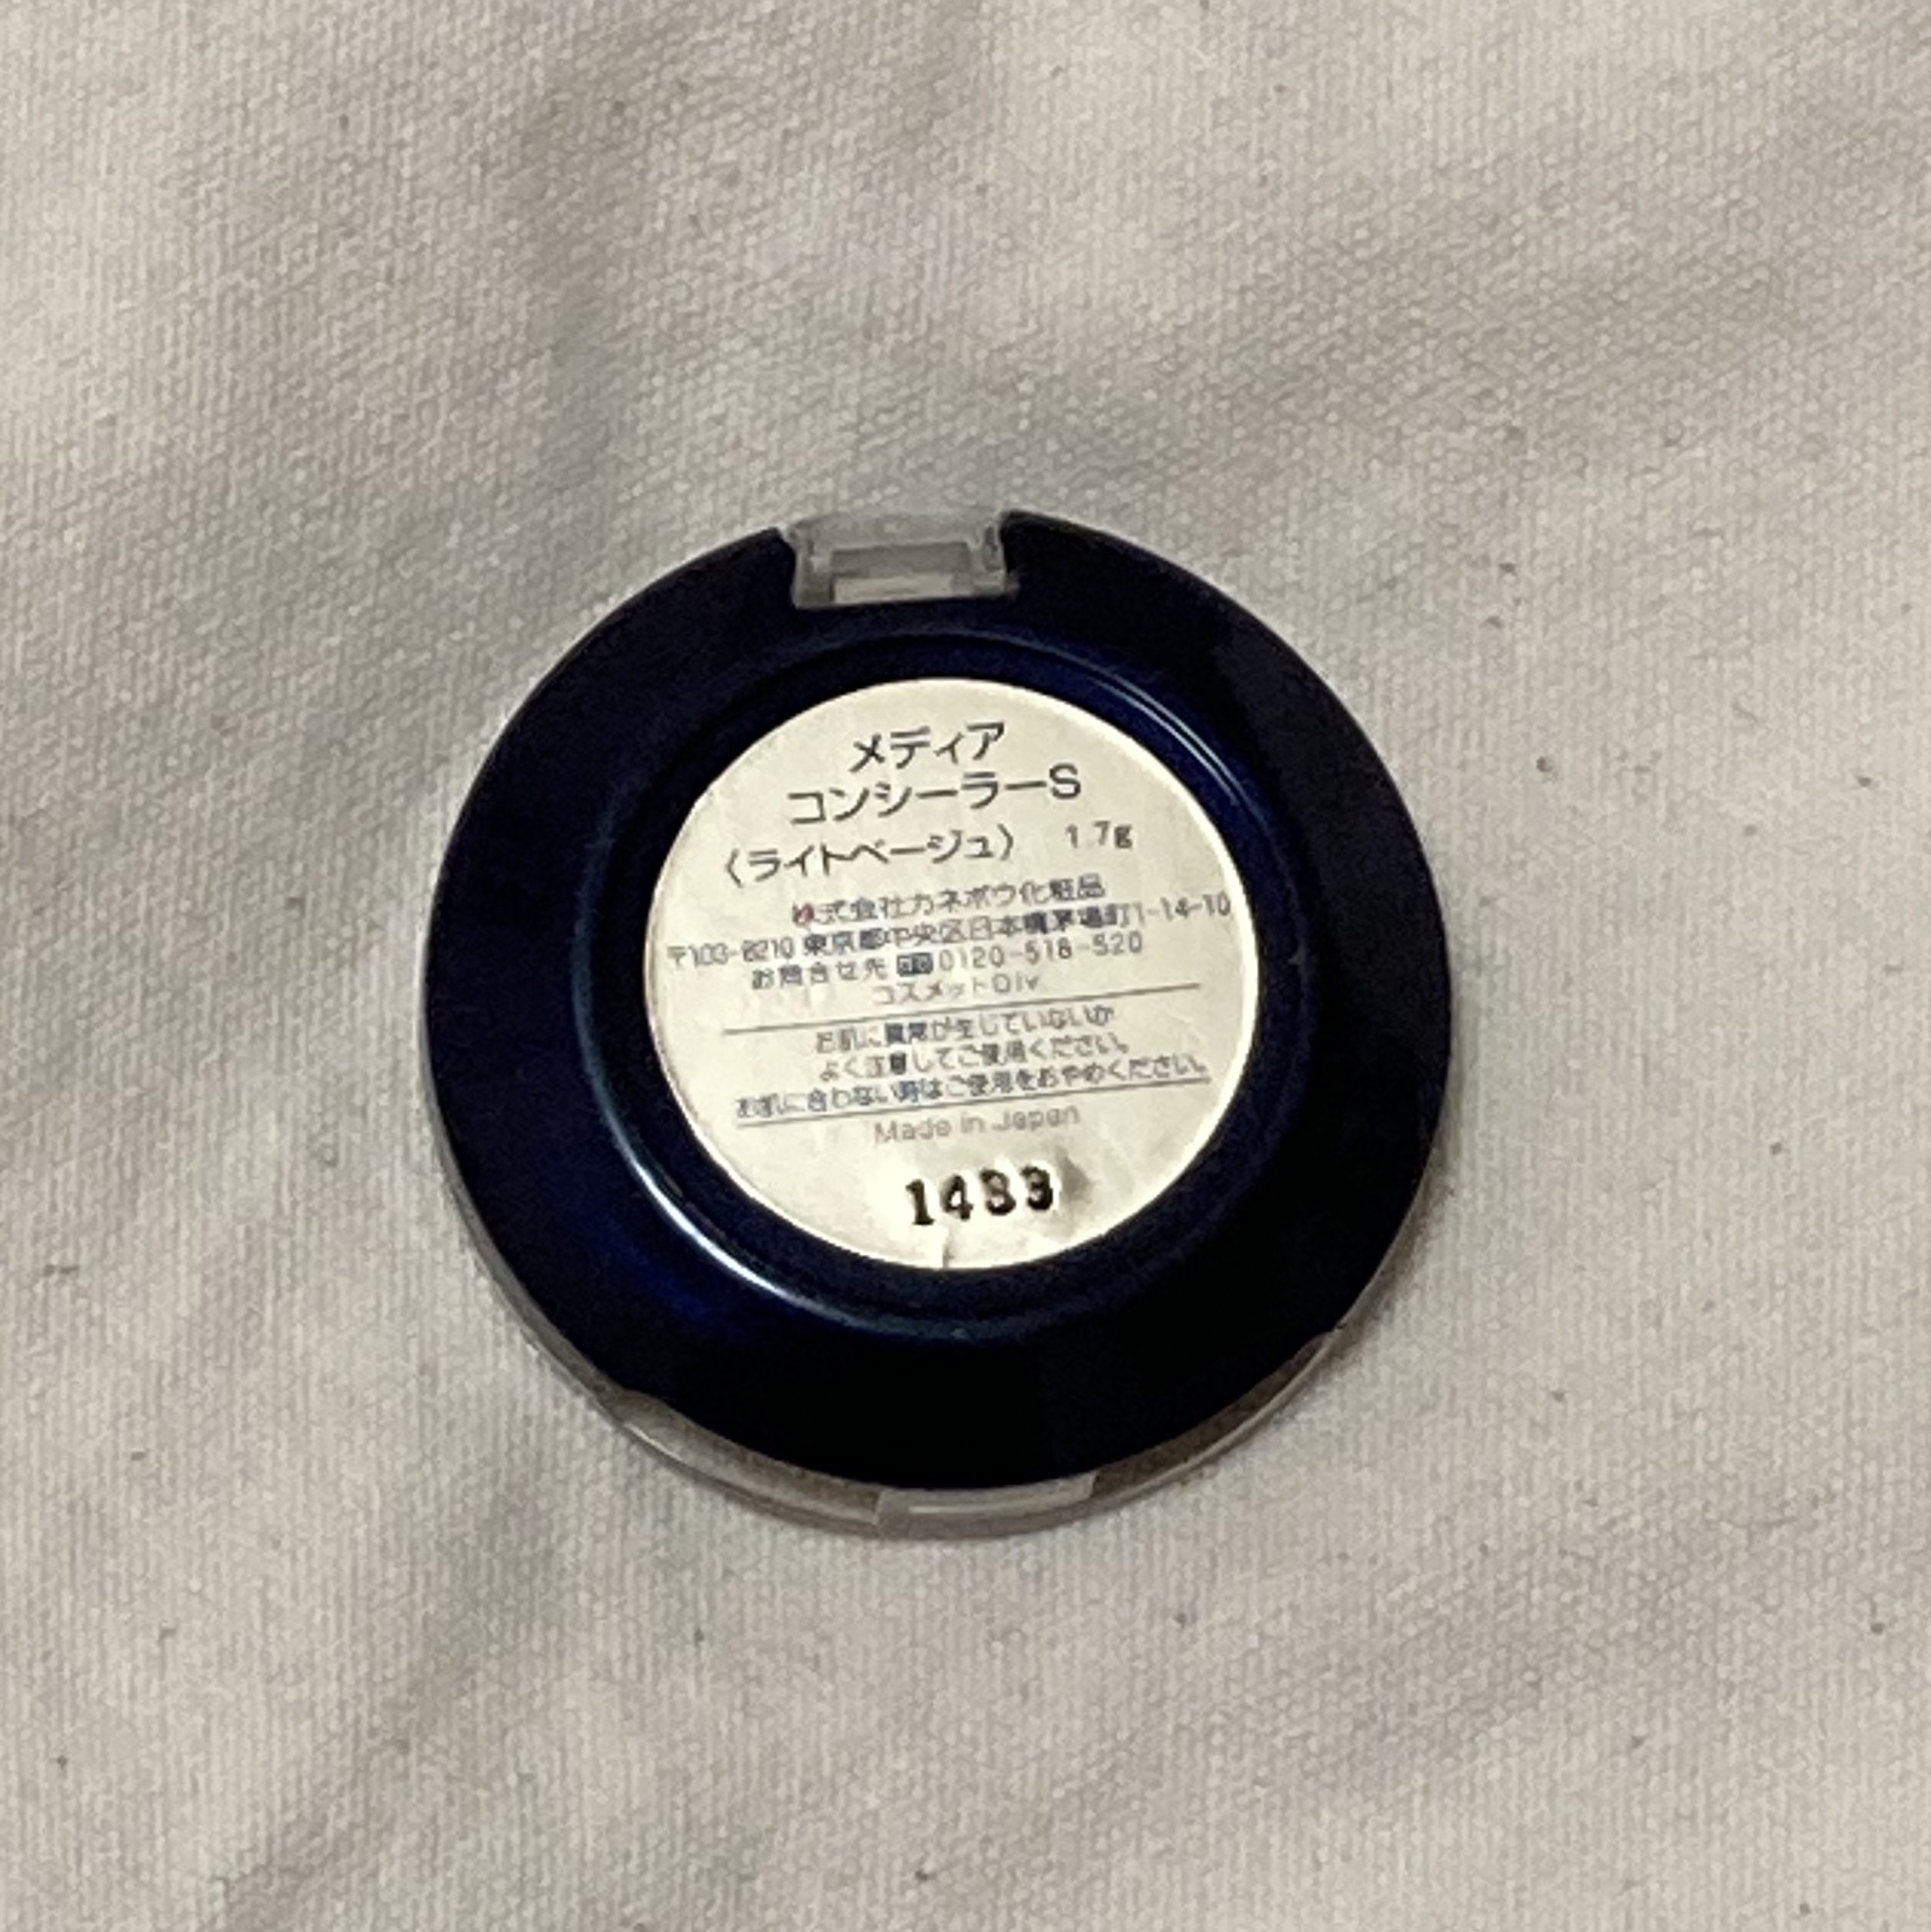 メディア
コンシーラーS
〈ライトベージュ〉 1.7g
株式会社カネボウ化粧品
〒103-8210 東京都中央区日本橋茅場町1-14-10
お問合せ先 0120-518-520
コスメットDiv
お肌に異常が生じていないか
よく注意してご使用ください。
お肌に合わない時はご使用をおやめください。
Made in Japan
1433